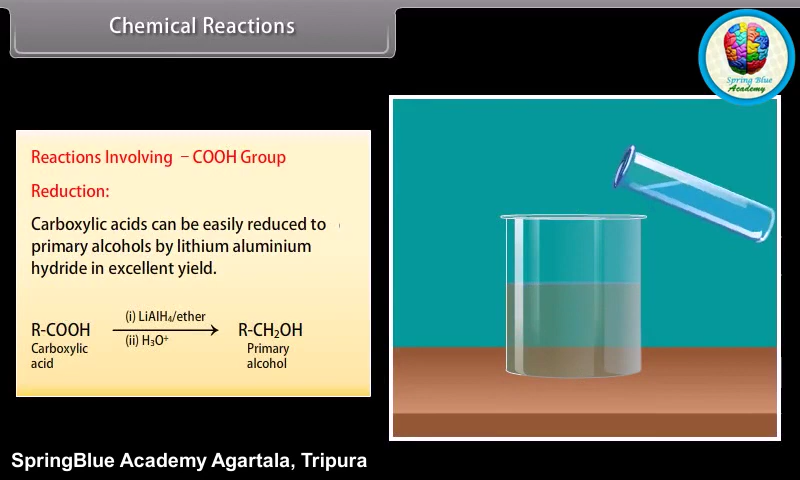 Chemical Reactions
Spring Blue
Academy
Reactions Involving – COOH Group
Reduction:
Carboxylic acids can be easily reduced to
primary alcohols by lithium aluminium
hydride in excellent yield.
(i) LiAlH₄/ether
R-COOH R-CH₂OH
(ii) H₃O⁺
Carboxylic Primary
acid alcohol
SpringBlue Academy Agartala, Tripura